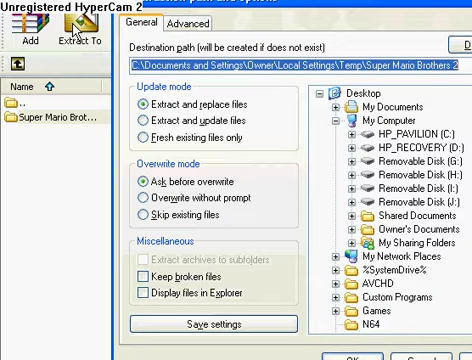 Unregistered HyperCam 2
Add
Extract To
Name
..
Super Mario Brot...
General
Advanced
Destination path (will be created if does not exist)
C:\Documents and Settings\Owner\Local Settings\Temp\Super Mario Brothers 2
Update mode
Extract and replace files
Extract and update files
Fresh existing files only
Overwrite mode
Ask before overwrite
Overwrite without prompt
Skip existing files
Miscellaneous
Extract archives to subfolders
Keep broken files
Display files in Explorer
Save settings
Desktop
My Documents
My Computer
HP_PAVILION (C:)
HP_RECOVERY (D:)
Removable Disk (G:)
Removable Disk (H:)
Removable Disk (I:)
Removable Disk (J:)
Shared Documents
Owner's Documents
My Sharing Folders
My Network Places
%SystemDrive%
AVCHD
Custom Programs
Games
N64